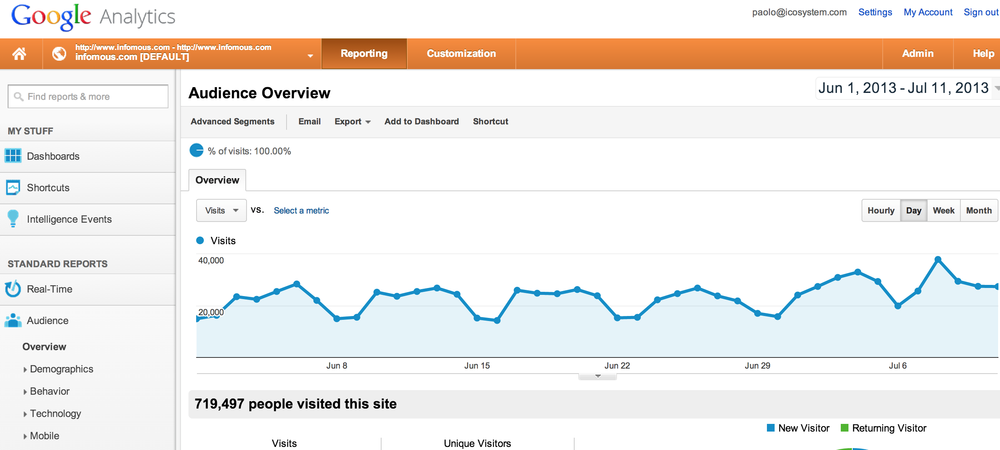 Google Analytics
paolo@icosystem.com Settings My Account Sign out
http://www.infomous.com - http://www.infomous.com
infomous.com [DEFAULT]
Reporting
Customization
Admin
Help
Find reports & more
MY STUFF
Dashboards
Shortcuts
Intelligence Events
STANDARD REPORTS
Real-Time
Audience
Overview
Demographics
Behavior
Technology
Mobile
Audience Overview
Jun 1, 2013 - Jul 11, 2013
Advanced Segments Email Export Add to Dashboard Shortcut
% of visits: 100.00%
Overview
Visits vs. Select a metric
Hourly Day Week Month
Visits
40,000
20,000
Jun 8 Jun 15 Jun 22 Jun 29 Jul 6
719,497 people visited this site
New Visitor Returning Visitor
Visits Unique Visitors